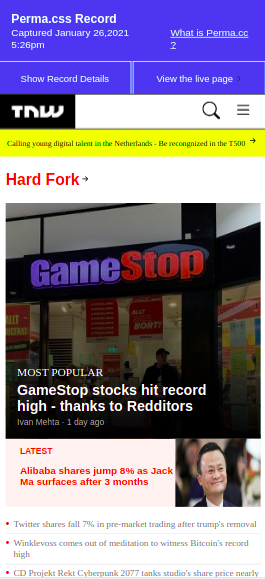 Perma.css Record
Captured January 26,2021
5:26pm
What is Perma.cc
?
Show Record Details
View the live page
TNW
Calling young digital talent in the Netherlands - Be recongnized in the T500
Hard Fork
GameStop
ALLT
ALLT
BORT!
MOST POPULAR
GameStop stocks hit record
high - thanks to Redditors
Ivan Mehta - 1 day ago
LATEST
Alibaba shares jump 8% as Jack
Ma surfaces after 3 months
Twitter shares fall 7% in pre-market trading after trump's removal
Winklevoss comes out of meditation to witness Bitcoin's record
high
CD Projekt Rekt Cyberpunk 2077 tanks studio's share price nearly